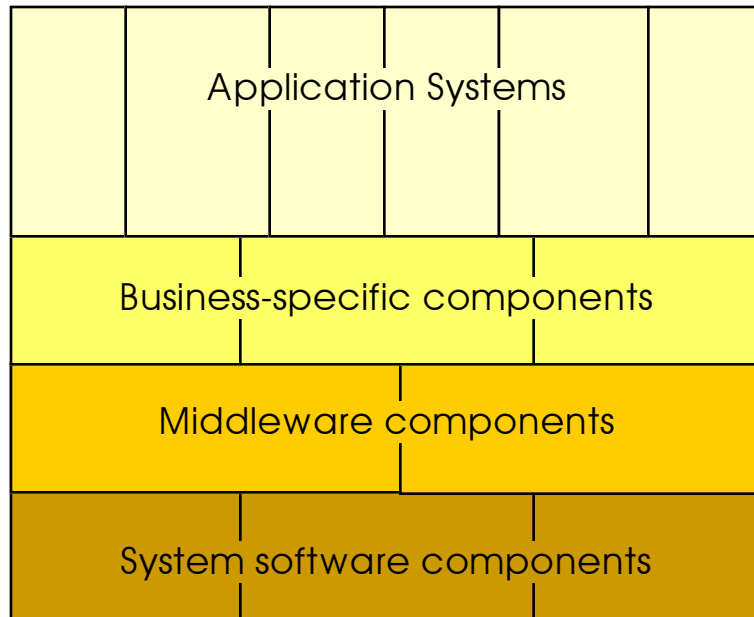 Application Systems
Business-specific components
Middleware components
System software components